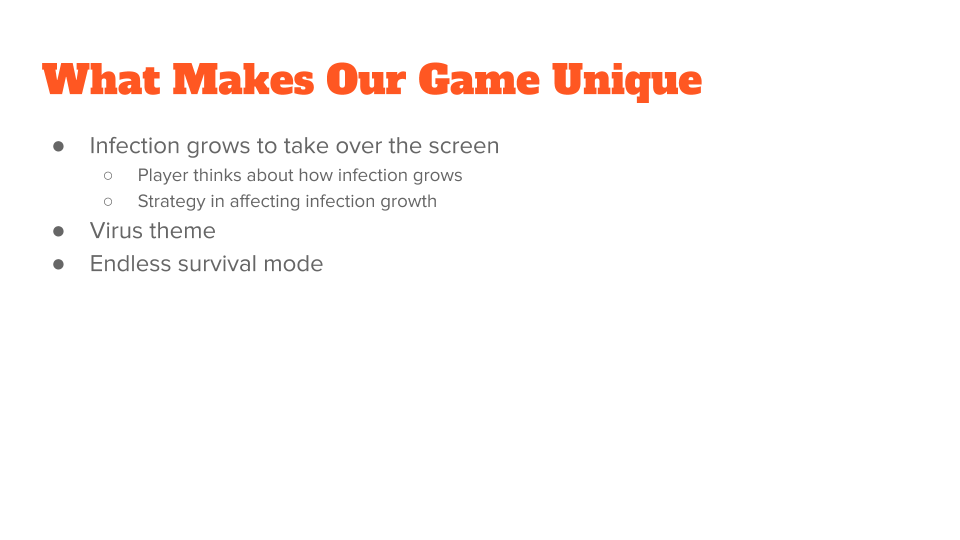 What Makes Our Game Unique
● Infection grows to take over the screen
○ Player thinks about how infection grows
○ Strategy in affecting infection growth
● Virus theme
● Endless survival mode